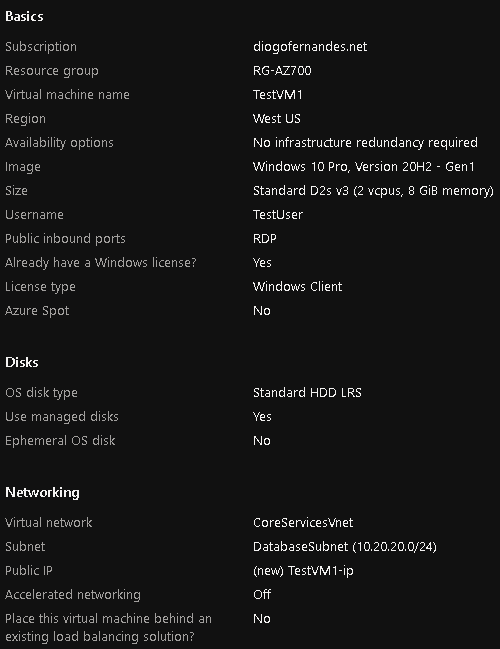 Basics
Subscription diogofernandes.net
Resource group RG-AZ700
Virtual machine name TestVM1
Region West US
Availability options No infrastructure redundancy required
Image Windows 10 Pro, Version 20H2 - Gen1
Size Standard D2s v3 (2 vcpus, 8 GiB memory)
Username TestUser
Public inbound ports RDP
Already have a Windows license? Yes
License type Windows Client
Azure Spot No
Disks
OS disk type Standard HDD LRS
Use managed disks Yes
Ephemeral OS disk No
Networking
Virtual network CoreServicesVnet
Subnet DatabaseSubnet (10.20.20.0/24)
Public IP (new) TestVM1-ip
Accelerated networking Off
Place this virtual machine behind an No
existing load balancing solution?